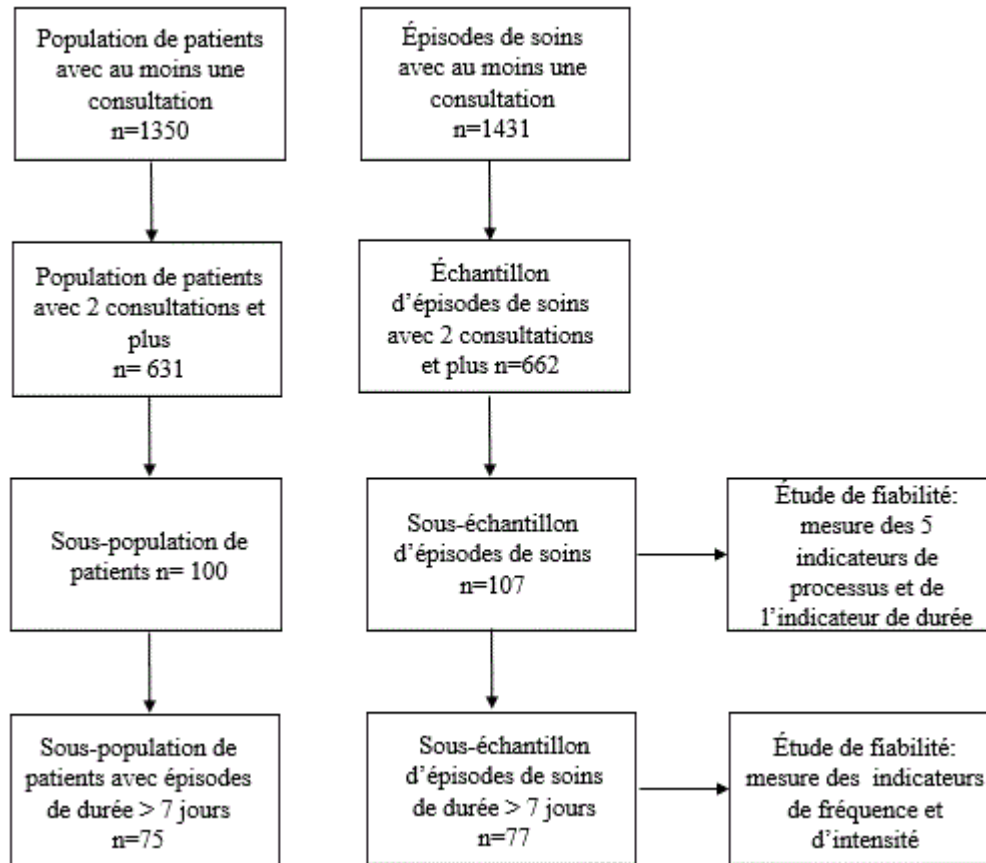 Population de patients
avec au moins une
consultation
n=1350
Épisodes de soins
avec au moins une
consultation
n=1431
Population de patients
avec 2 consultations et
plus
n= 631
Échantillon
d’épisodes de soins
avec 2 consultations
et plus n=662
Sous-population de
patients n= 100
Sous-échantillon
d’épisodes de soins
n=107
Étude de fiabilité:
mesure des 5
indicateurs de
processus et de
l’indicateur de durée
Sous-population de
patients avec épisodes
de durée > 7 jours
n=75
Sous-échantillon
d’épisodes de soins
de durée > 7 jours
n=77
Étude de fiabilité:
mesure des indicateurs
de fréquence et
d’intensité